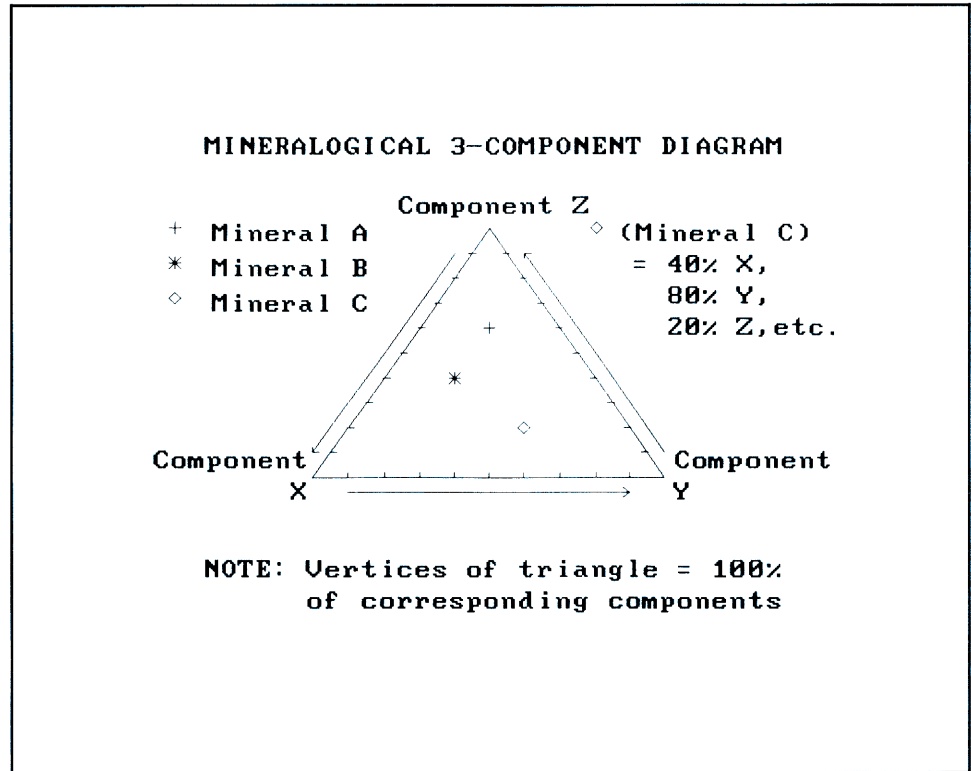 MINERALOGICAL 3-COMPONENT DIAGRAM
Component Z
+ Mineral A
* Mineral B
◇ Mineral C
◇ (Mineral C)
= 40% X,
80% Y,
20% Z,etc.
Component
X
Component
Y
NOTE: Vertices of triangle = 100%
of corresponding components